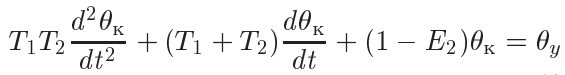 T₁T₂ d²θ_к/dt² + (T₁ + T₂) dθ_к/dt + (1 − E₂)θ_к = θ_y